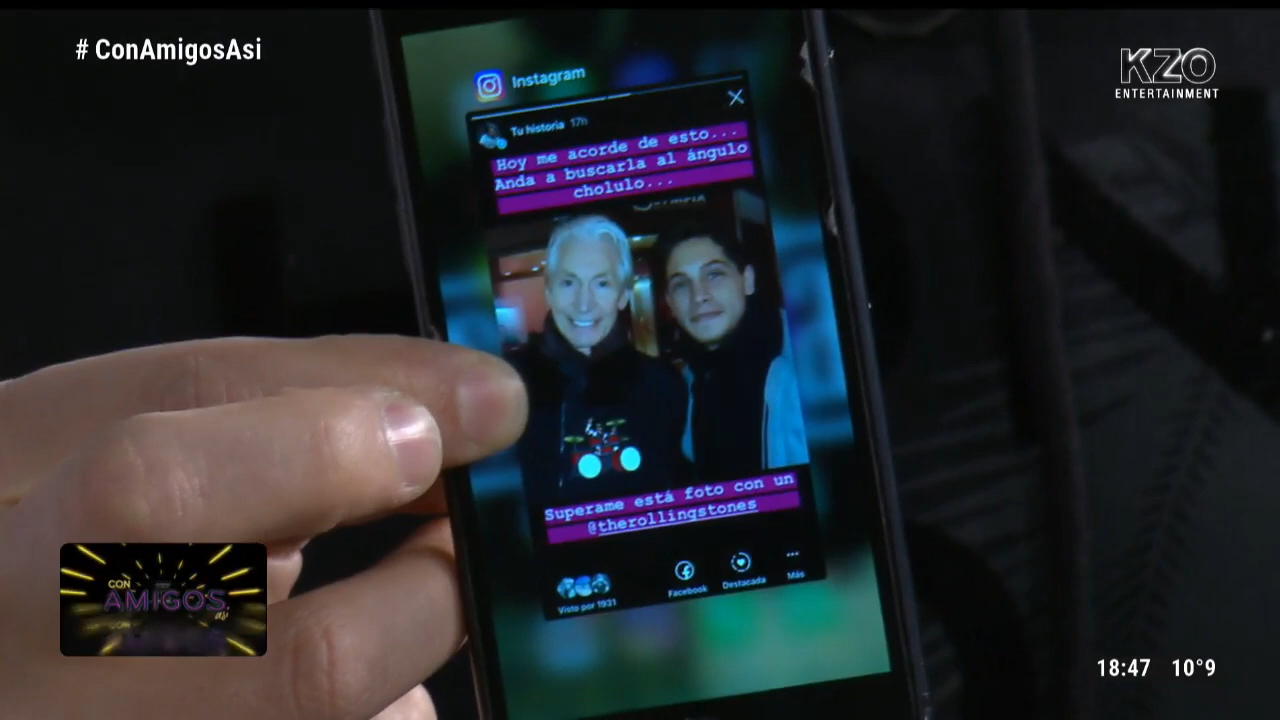 # ConAmigosAsi
KZO
ENTERTAINMENT
Instagram
Tu historia 17h
Hoy me acorde de esto...
Anda a buscarla al ángulo
cholulo...
Superame está foto con un
@therollingstones
Visto por 1931
Facebook
Destacada
Más
CON
AMIGOS
asi
18:47 10°9